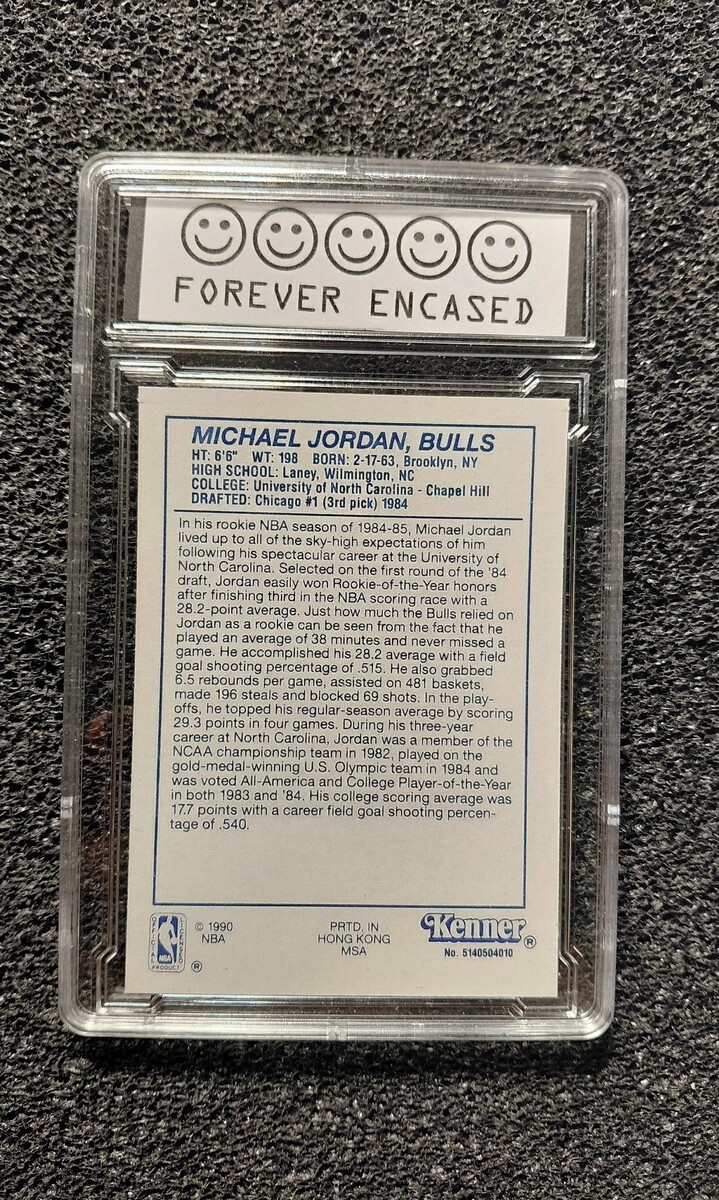 FOREVER ENCASED
MICHAEL JORDAN, BULLS
HT: 6'6" WT: 198 BORN: 2-17-63, Brooklyn, NY
HIGH SCHOOL: Laney, Wilmington, NC
COLLEGE: University of North Carolina - Chapel Hill
DRAFTED: Chicago #1 (3rd pick) 1984
In his rookie NBA season of 1984-85, Michael Jordan
lived up to all of the sky-high expectations of him
following his spectacular career at the University of
North Carolina. Selected on the first round of the '84
draft, Jordan easily won Rookie-of-the-Year honors
after finishing third in the NBA scoring race with a
28.2-point average. Just how much the Bulls relied on
Jordan as a rookie can be seen from the fact that he
played an average of 38 minutes and never missed a
game. He accomplished his 28.2 average with a field
goal shooting percentage of .515. He also grabbed
6.5 rebounds per game, assisted on 481 baskets,
made 196 steals and blocked 69 shots. In the play-
offs, he topped his regular-season average by scoring
29.3 points in four games. During his three-year
career at North Carolina, Jordan was a member of the
NCAA championship team in 1982, played on the
gold-medal-winning U.S. Olympic team in 1984 and
was voted All-America and College Player-of-the-Year
in both 1983 and '84. His college scoring average was
17.7 points with a career field goal shooting percen-
tage of .540.
OFFICIAL LICENSED NBA PRODUCT ®
© 1990
NBA
PRTD. IN
HONG KONG
MSA
Kenner®
No. 5140504010